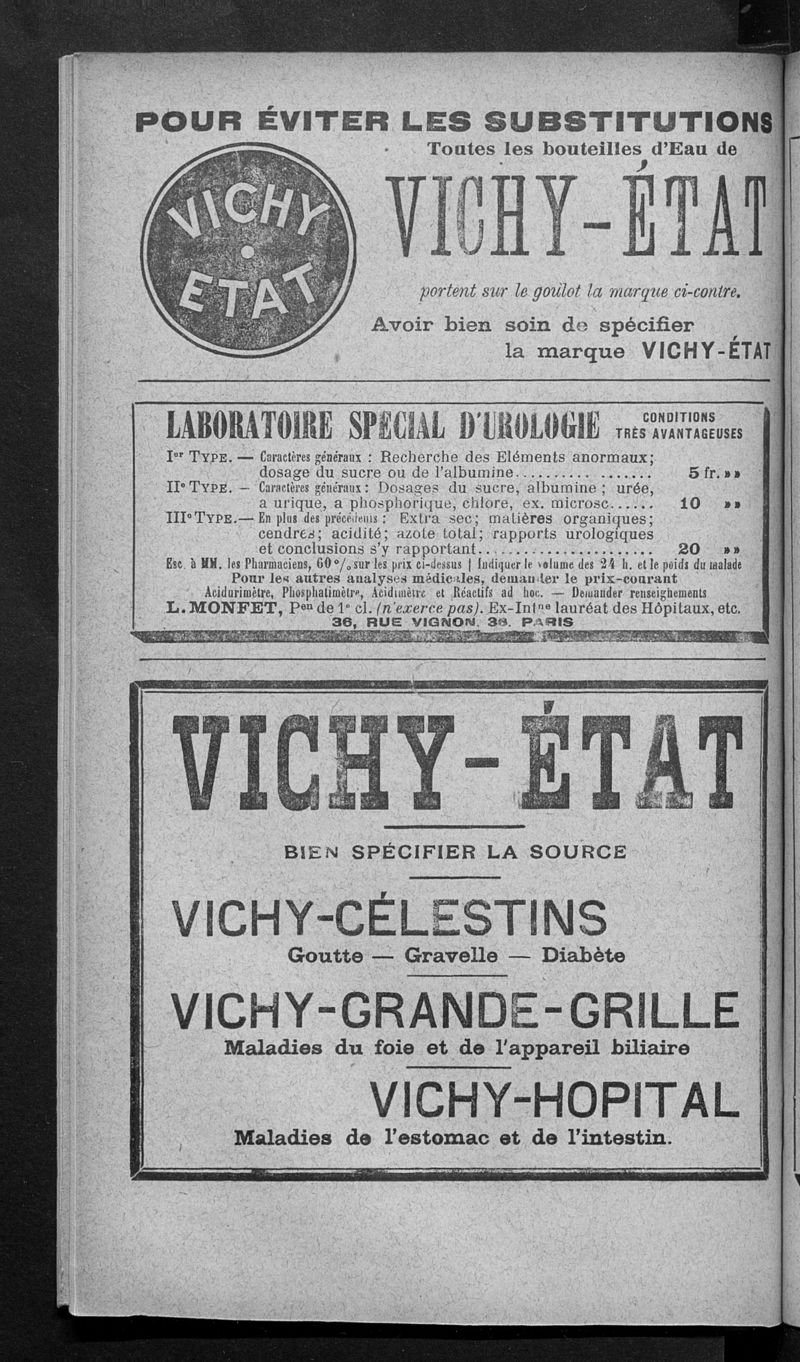 POUR ÉVITER LES SUBSTITUTIONS
Toutes les bouteilles d'Eau de
VICHY-ÉTAT
portent sur le goulot la marque ci-contre.
Avoir bien soin de spécifier
la marque VICHY-ÉTAT
VICHY
ETAT
LABORATOIRE SPÉCIAL D'UROLOGIE
CONDITIONS
TRÈS AVANTAGEUSES
Ier TYPE. — Caractères généraux : Recherche des Eléments anormaux;
dosage du sucre ou de l'albumine................... 5 fr. »»
IIe TYPE. — Caractères généraux: Dosages du sucre, albumine; urée,
a urique, a phosphorique, chlore, ex. microsc...... 10 »»
IIIe TYPE.— En plus des précédents : Extra sec; matières organiques;
cendres; acidité; azote total; rapports urologiques
et conclusions s'y rapportant........................ 20 »»
Esc. à MM. les Pharmaciens, 60 % sur les prix ci-dessus | Indiquer le volume des 24 h. et le poids du malade
Pour les autres analyses médicales, demander le prix-courant
Acidurimètre, Phosphatimètre, Acidimètre et Réactifs ad hoc. — Demander renseignements
L. MONFET, Pen de 1e cl. (n'exerce pas). Ex-Intne lauréat des Hôpitaux, etc.
36, RUE VIGNON, 36. PARIS
VICHY-ÉTAT
BIEN SPÉCIFIER LA SOURCE
VICHY-CÉLESTINS
Goutte — Gravelle — Diabète
VICHY-GRANDE-GRILLE
Maladies du foie et de l'appareil biliaire
VICHY-HOPITAL
Maladies de l'estomac et de l'intestin.